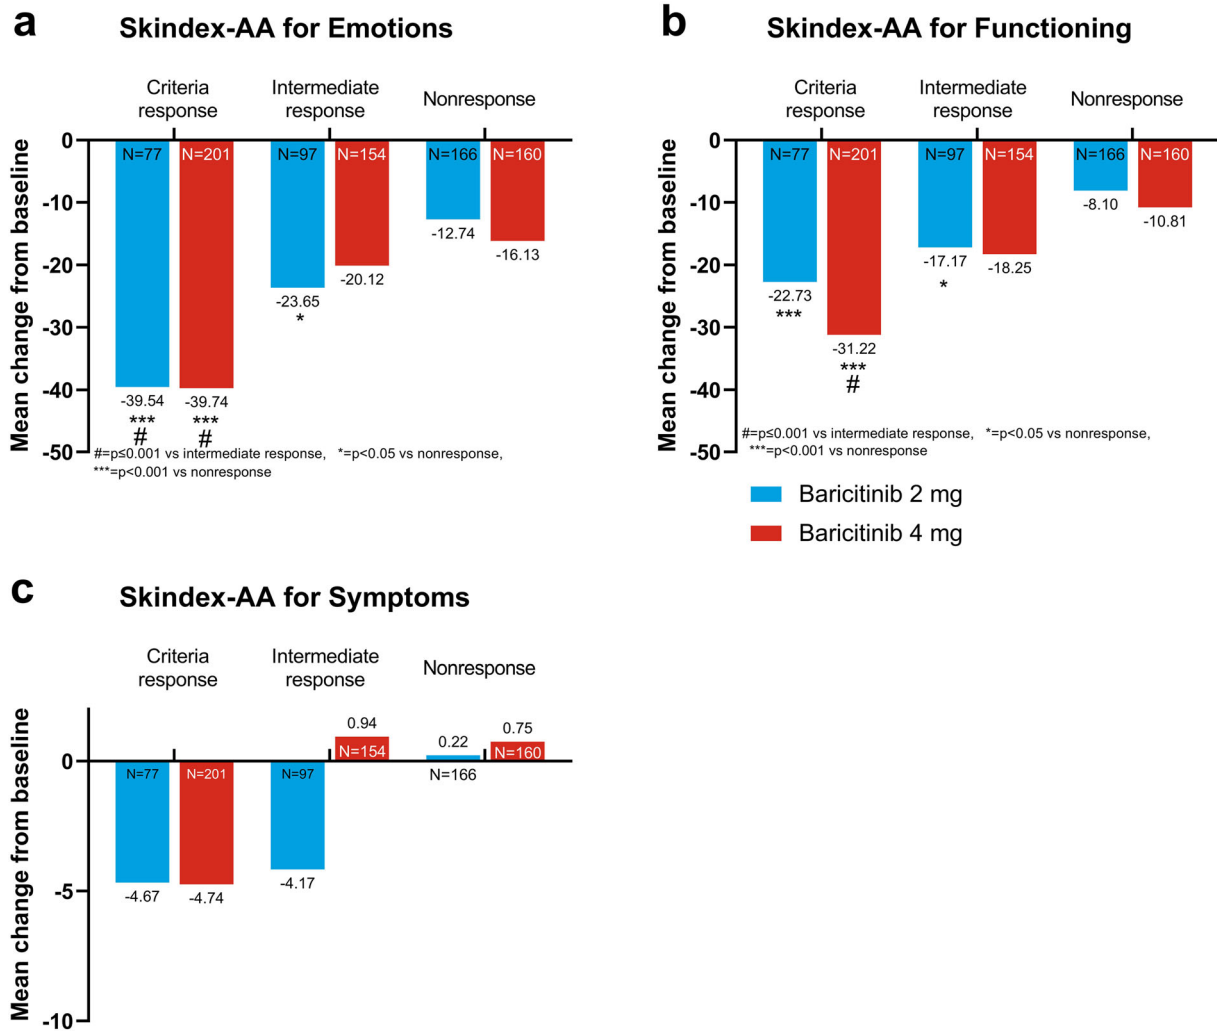 a
Skindex-AA for Emotions
Criteria
response
Intermediate
response
Nonresponse
Mean change from baseline
0
-10
-20
-30
-40
-50
N=77
N=201
N=97
N=154
N=166
N=160
-39.54
***
#
-39.74
***
#
-23.65
*
-20.12
-12.74
-16.13
#=p≤0.001 vs intermediate response, *=p<0.05 vs nonresponse,
***=p<0.001 vs nonresponse
b
Skindex-AA for Functioning
Criteria
response
Intermediate
response
Nonresponse
Mean change from baseline
0
-10
-20
-30
-40
-50
N=77
N=201
N=97
N=154
N=166
N=160
-22.73
***
-31.22
***
#
-17.17
*
-18.25
-8.10
-10.81
#=p≤0.001 vs intermediate response, *=p<0.05 vs nonresponse,
***=p<0.001 vs nonresponse
Baricitinib 2 mg
Baricitinib 4 mg
c
Skindex-AA for Symptoms
Criteria
response
Intermediate
response
Nonresponse
Mean change from baseline
0
-5
-10
N=77
N=201
N=97
0.94
N=154
0.22
N=166
0.75
N=160
-4.67
-4.74
-4.17